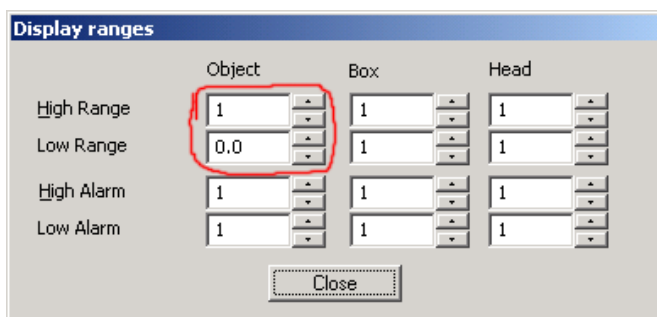 Display ranges
Object Box Head
High Range 1 1 1
Low Range 0.0 1 1
High Alarm 1 1 1
Low Alarm 1 1 1
Close